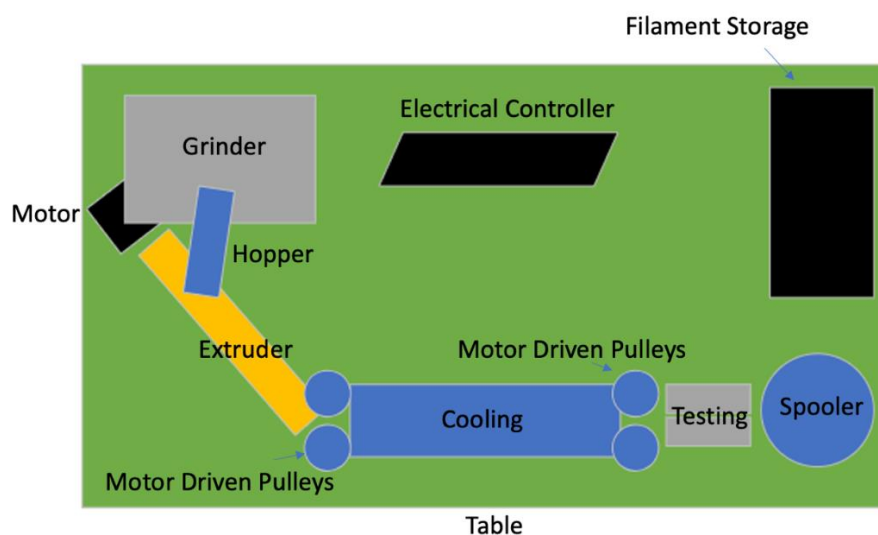 Filament Storage
Electrical Controller
Grinder
Motor
Hopper
Extruder
Motor Driven Pulleys
Cooling
Testing
Spooler
Motor Driven Pulleys
Table